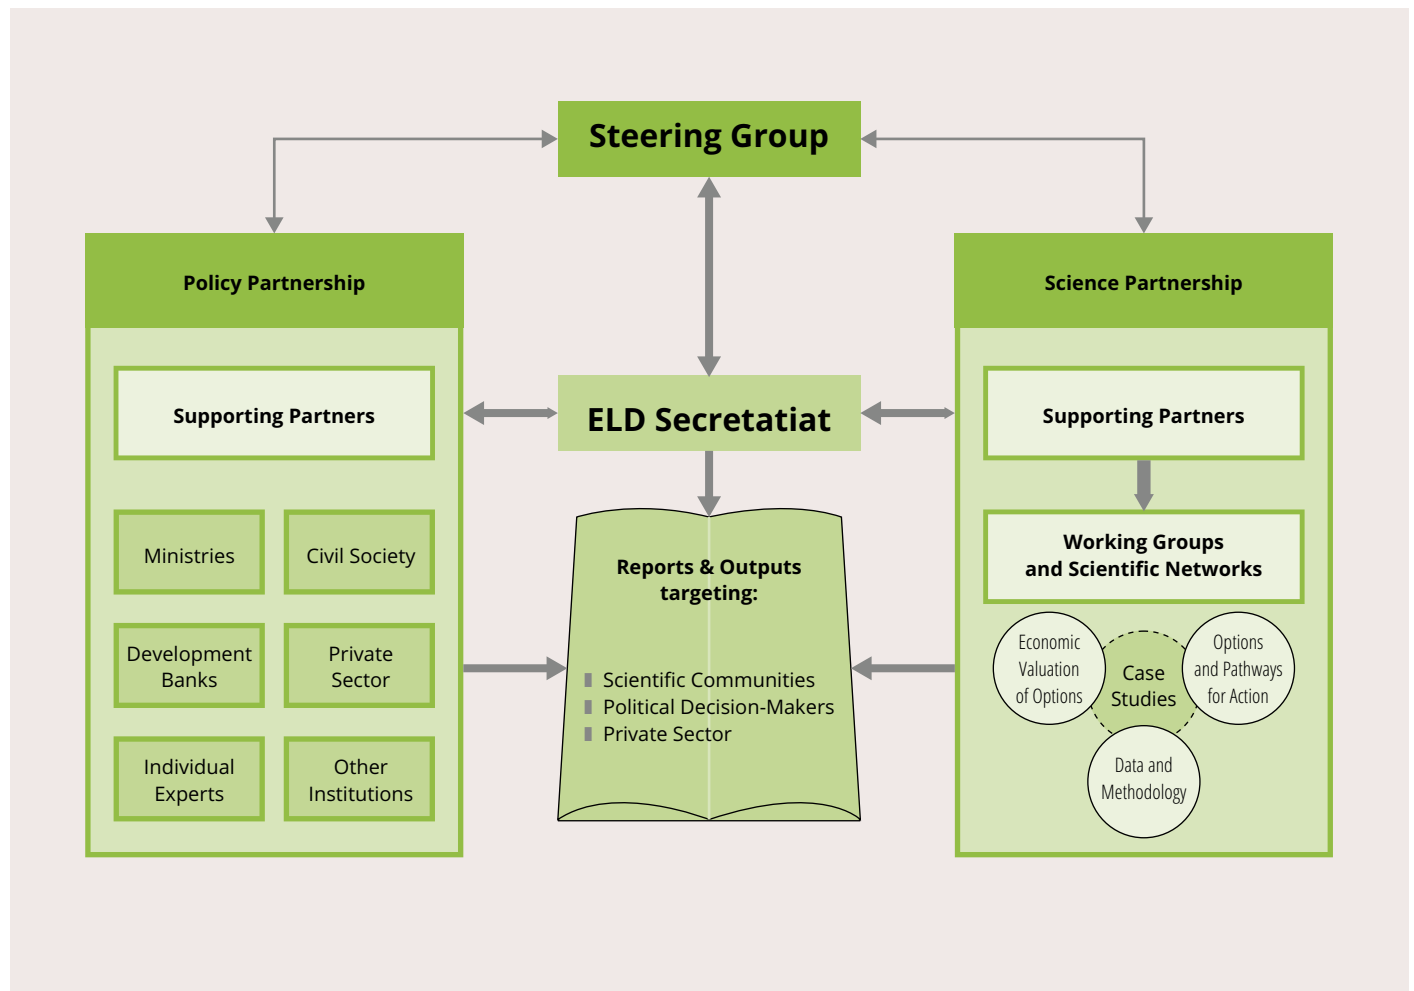 Steering Group
Policy Partnership
Supporting Partners
Ministries
Civil Society
Development
Banks
Private
Sector
Individual
Experts
Other
Institutions
ELD Secretatiat
Reports & Outputs
targeting:
Scientific Communities
Political Decision-Makers
Private Sector
Science Partnership
Supporting Partners
Working Groups
and Scientific Networks
Economic
Valuation
of Options
Case
Studies
Options
and Pathways
for Action
Data and
Methodology